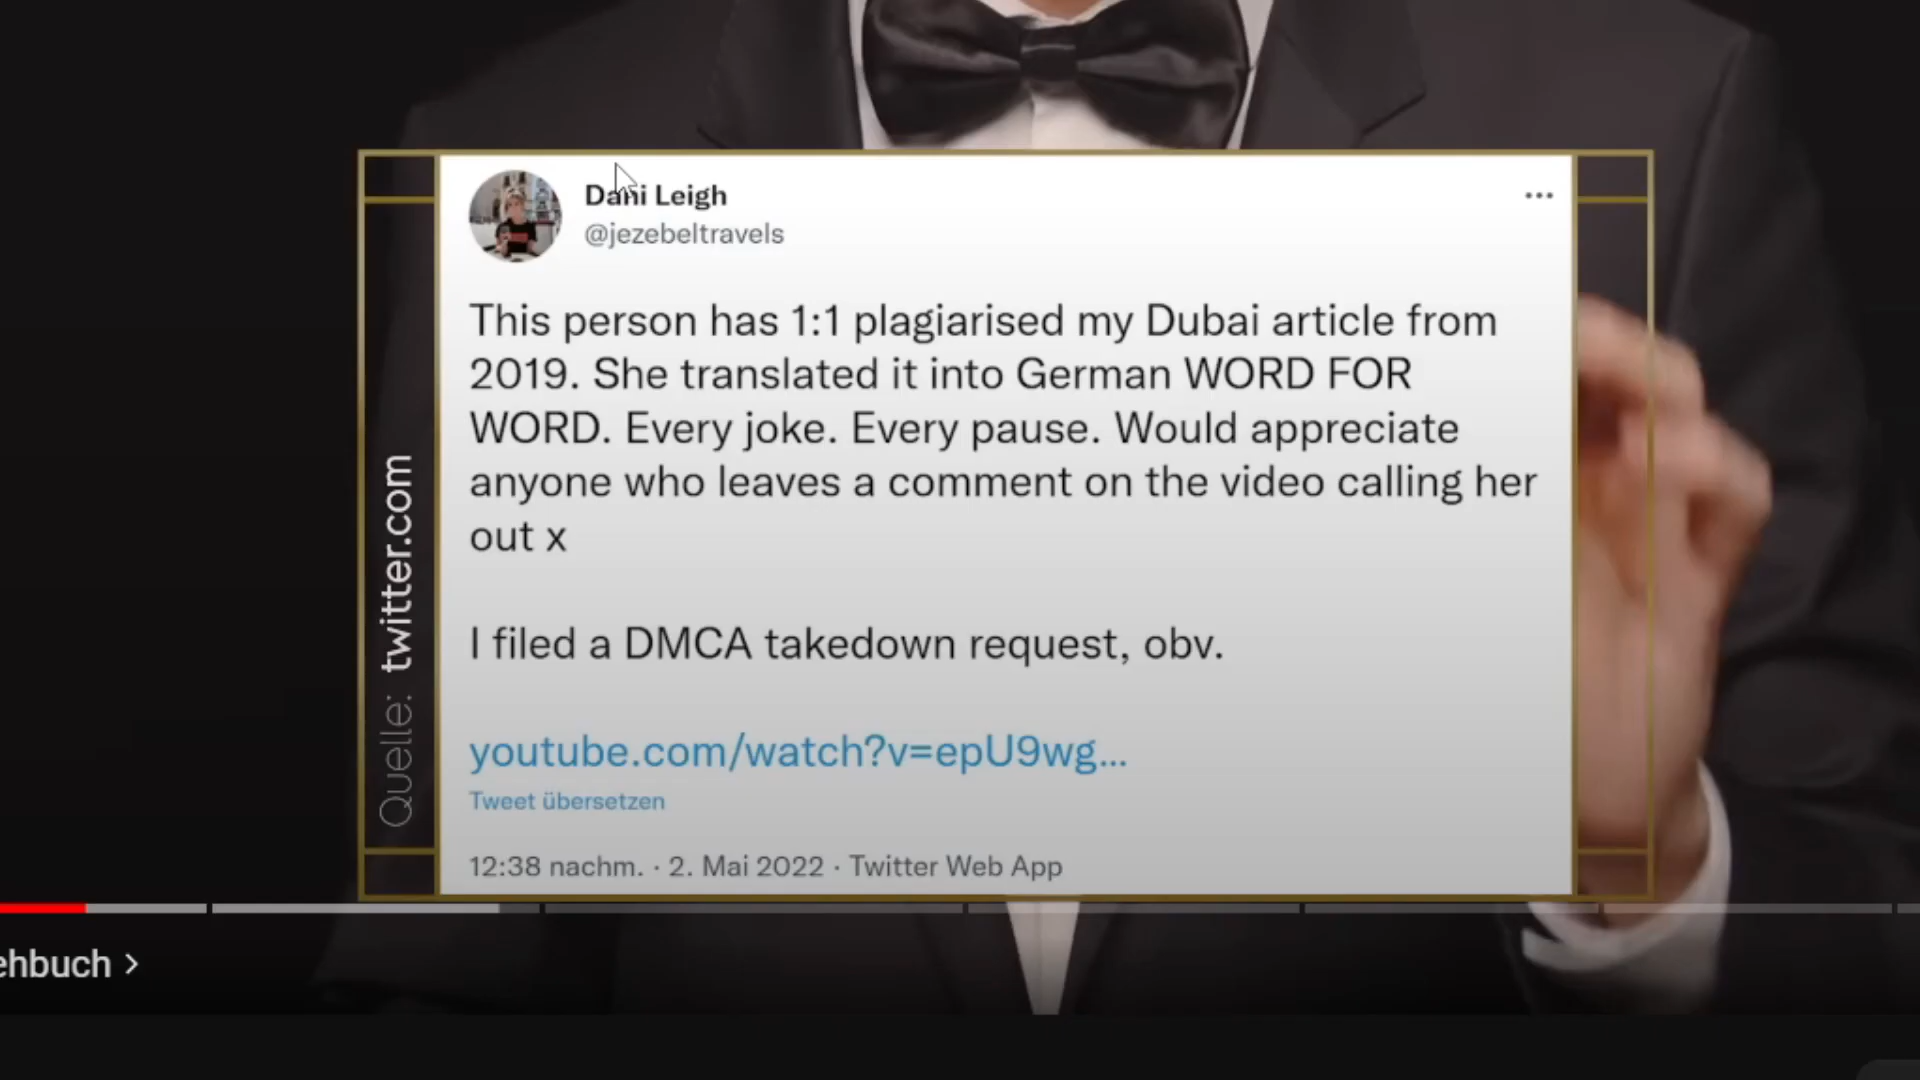 Dani Leigh
@jezebeltravels
This person has 1:1 plagiarised my Dubai article from
2019. She translated it into German WORD FOR
WORD. Every joke. Every pause. Would appreciate
anyone who leaves a comment on the video calling her
out x
I filed a DMCA takedown request, obv.
youtube.com/watch?v=epU9wg...
Tweet übersetzen
12:38 nachm. · 2. Mai 2022 · Twitter Web App
Quelle: twitter.com
ehbuch >